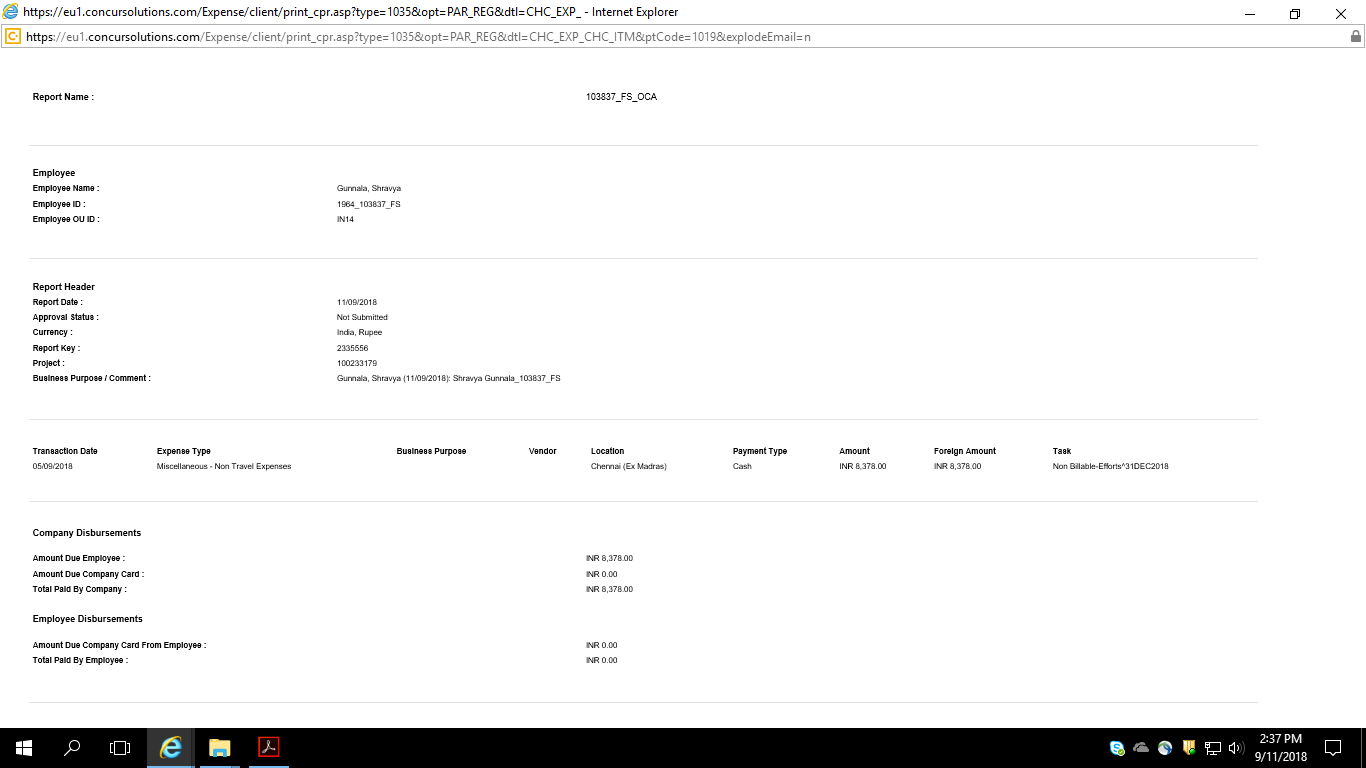 https://eu1.concursolutions.com/Expense/client/print_cpr.asp?type=1035&opt=PAR_REG&dtl=CHC_EXP_ - Internet Explorer
https://eu1.concursolutions.com/Expense/client/print_cpr.asp?type=1035&opt=PAR_REG&dtl=CHC_EXP_CHC_ITM&ptCode=1019&explodeEmail=n
Report Name : 103837_FS_OCA
Employee
Employee Name : Gunnala, Shravya
Employee ID : 1964_103837_FS
Employee OU ID : IN14
Report Header
Report Date : 11/09/2018
Approval Status : Not Submitted
Currency : India, Rupee
Report Key : 2335556
Project : 100233179
Business Purpose / Comment : Gunnala, Shravya (11/09/2018): Shravya Gunnala_103837_FS
Transaction Date Expense Type Business Purpose Vendor Location Payment Type Amount Foreign Amount Task
05/09/2018 Miscellaneous - Non Travel Expenses Chennai (Ex Madras) Cash INR 8,378.00 INR 8,378.00 Non Billable-Efforts^31DEC2018
Company Disbursements
Amount Due Employee : INR 8,378.00
Amount Due Company Card : INR 0.00
Total Paid By Company : INR 8,378.00
Employee Disbursements
Amount Due Company Card From Employee : INR 0.00
Total Paid By Employee : INR 0.00
2:37 PM
9/11/2018